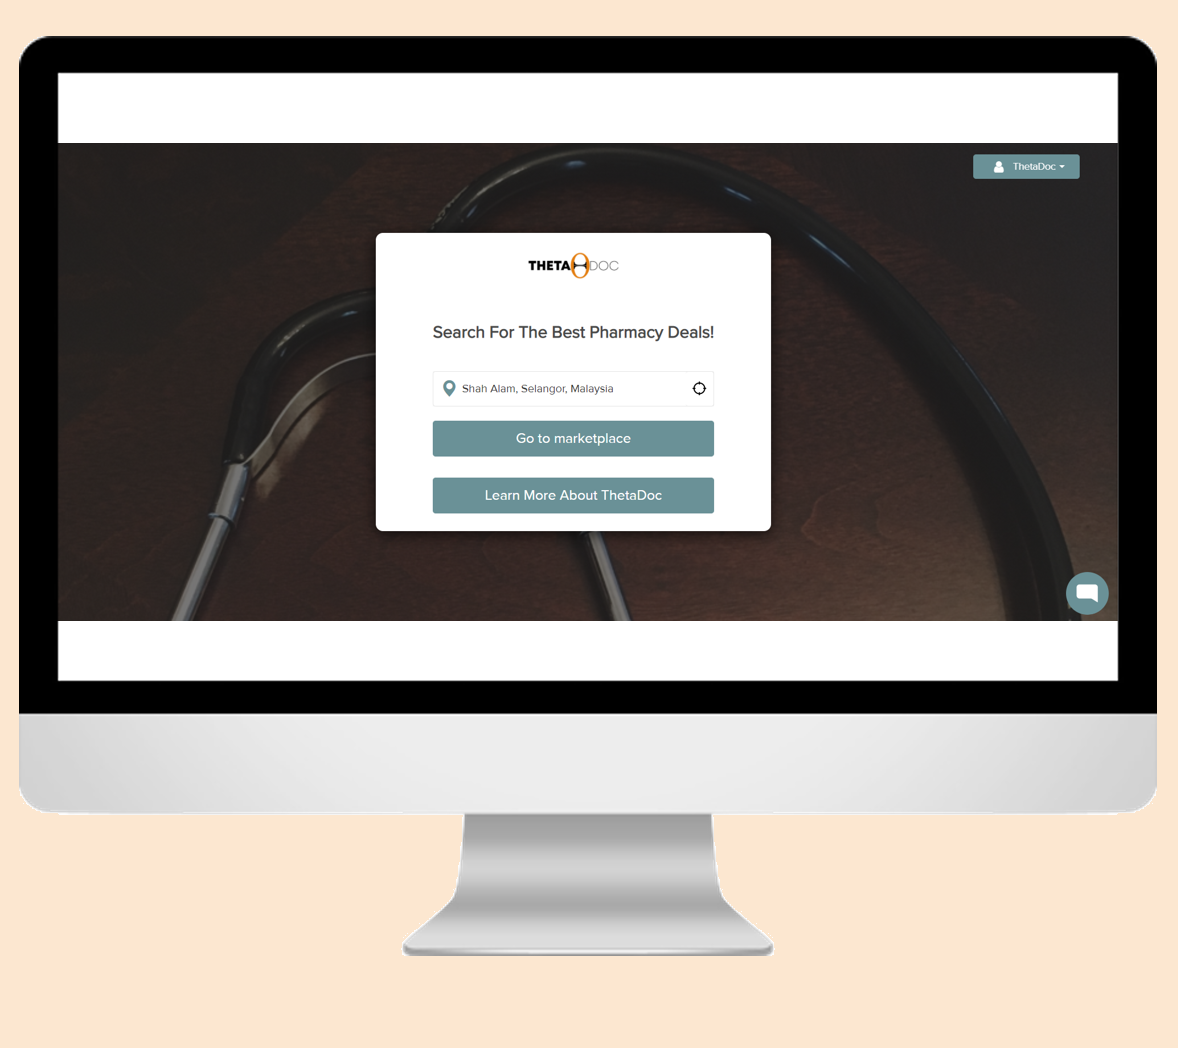 ThetaDoc
THETA DOC
Search For The Best Pharmacy Deals!
Shah Alam, Selangor, Malaysia
Go to marketplace
Learn More About ThetaDoc